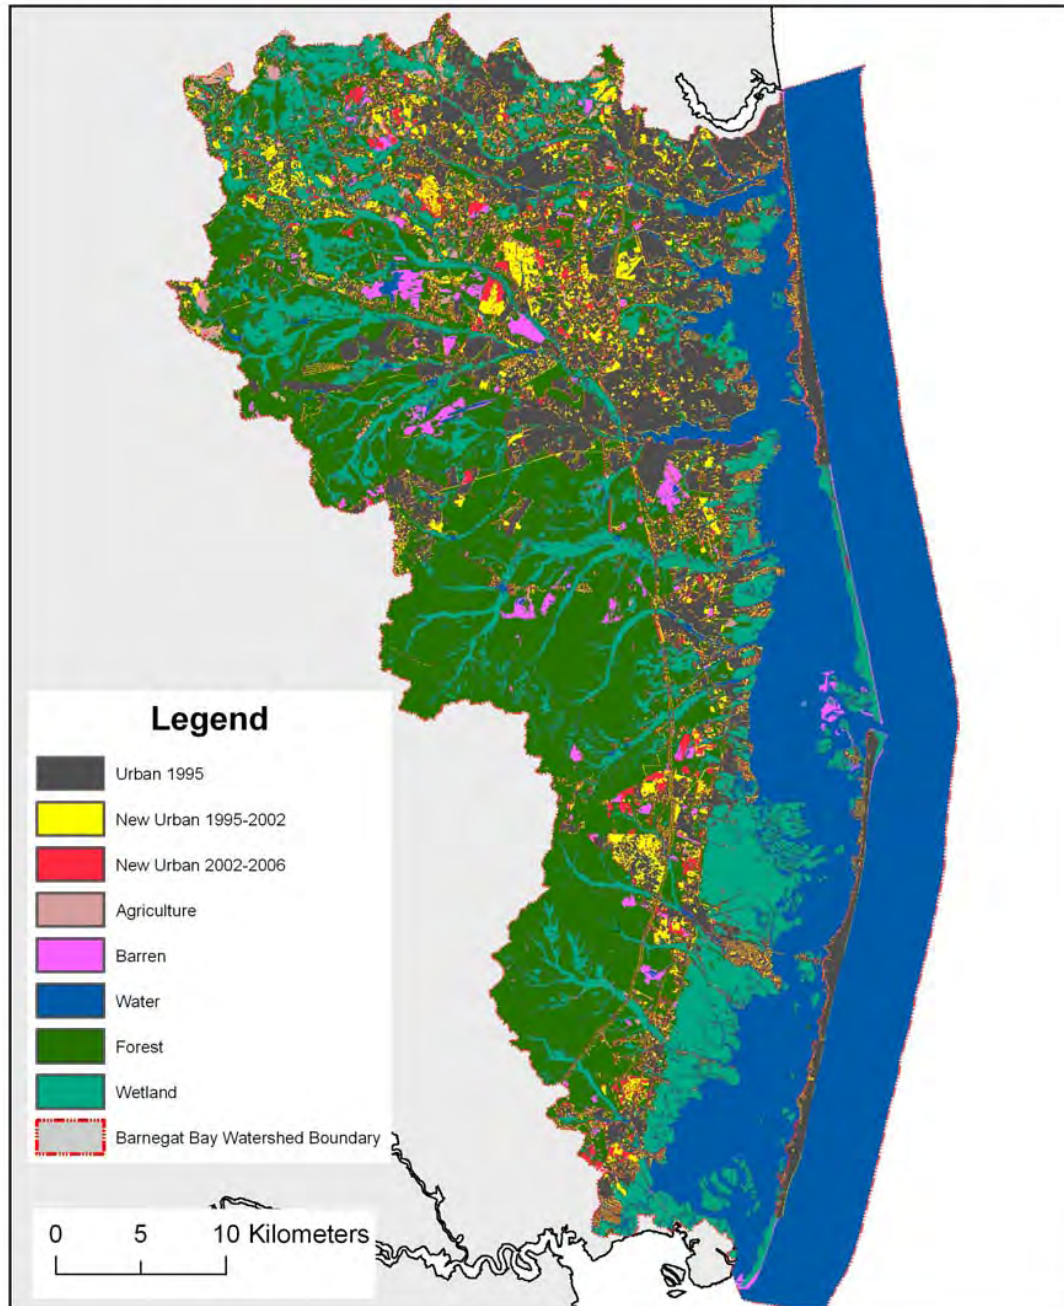 Legend
Urban 1995
New Urban 1995-2002
New Urban 2002-2006
Agriculture
Barren
Water
Forest
Wetland
Barnegat Bay Watershed Boundary
0 5 10 Kilometers